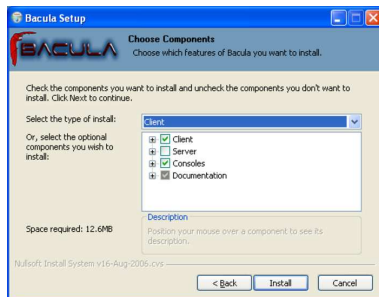 Bacula Setup
BACULA
Choose Components
Choose which features of Bacula you want to install.
Check the components you want to install and uncheck the components you don't want to
install. Click Next to continue.
Select the type of install:
Client
Or, select the optional
components you wish to
install:
Client
Server
Consoles
Documentation
Space required: 12.6MB
Description
Position your mouse over a component to see its
description.
Nullsoft Install System v16-Aug-2006.cvs
< Back
Install
Cancel